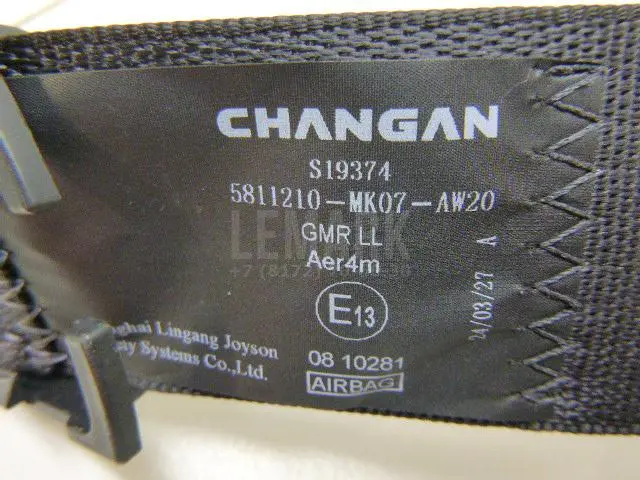 CHANGAN
S19374
5811210-MK07-AW20
GMR LL
Aer4m
E13
08 10281
AIRBAG
24/03/27 A
Lingang Joyson
Systems Co.,Ltd.